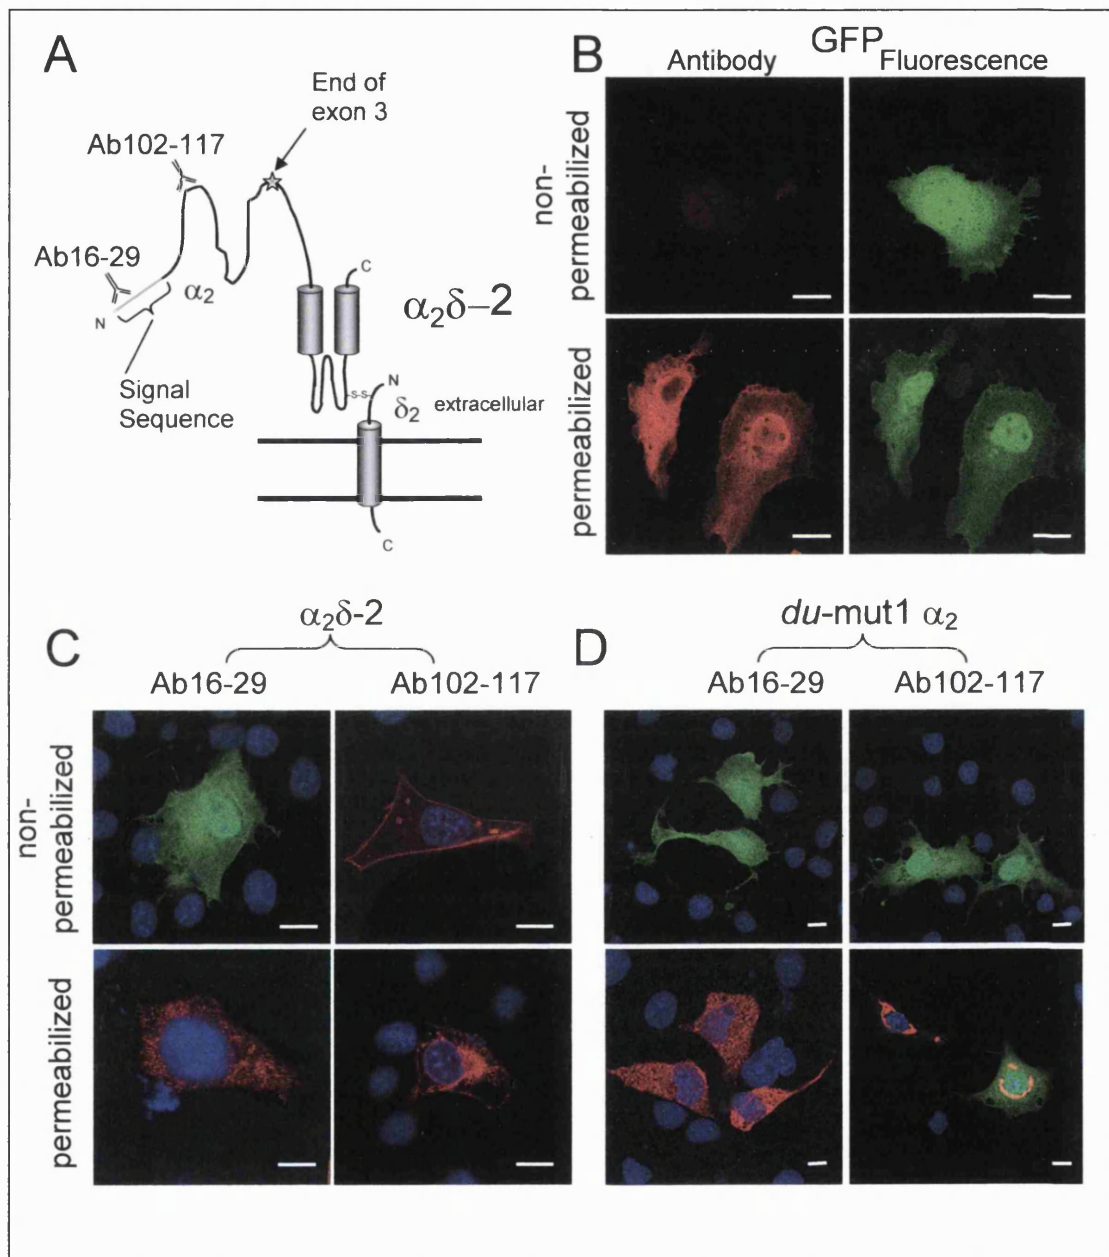 A
End of
exon 3
Ab102-117
Ab16-29
N
α₂
Signal
Sequence
C
α₂δ–2
-S-S-
N
δ₂
extracellular
C
B
GFP
Antibody
Fluorescence
non-
permeabilized
permeabilized
C
α₂δ-2
Ab16-29
Ab102-117
non-
permeabilized
permeabilized
D
du-mut1 α₂
Ab16-29
Ab102-117